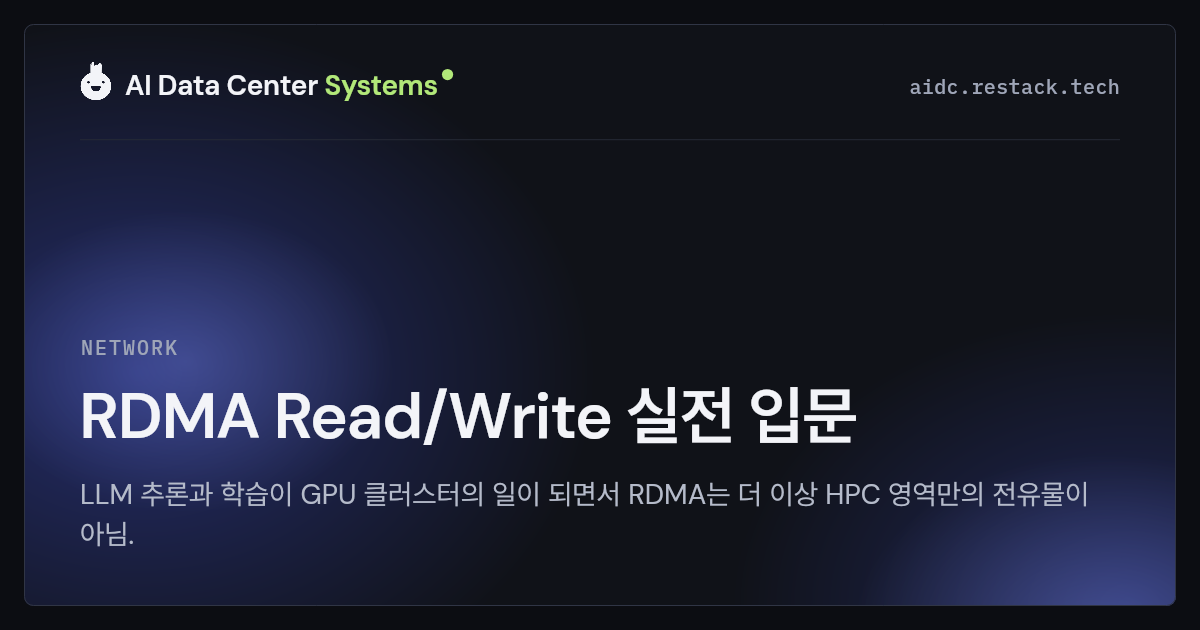 AI Data Center Systems
aidc.restack.tech
NETWORK
RDMA Read/Write 실전 입문
LLM 추론과 학습이 GPU 클러스터의 일이 되면서 RDMA는 더 이상 HPC 영역만의 전유물이
아님.